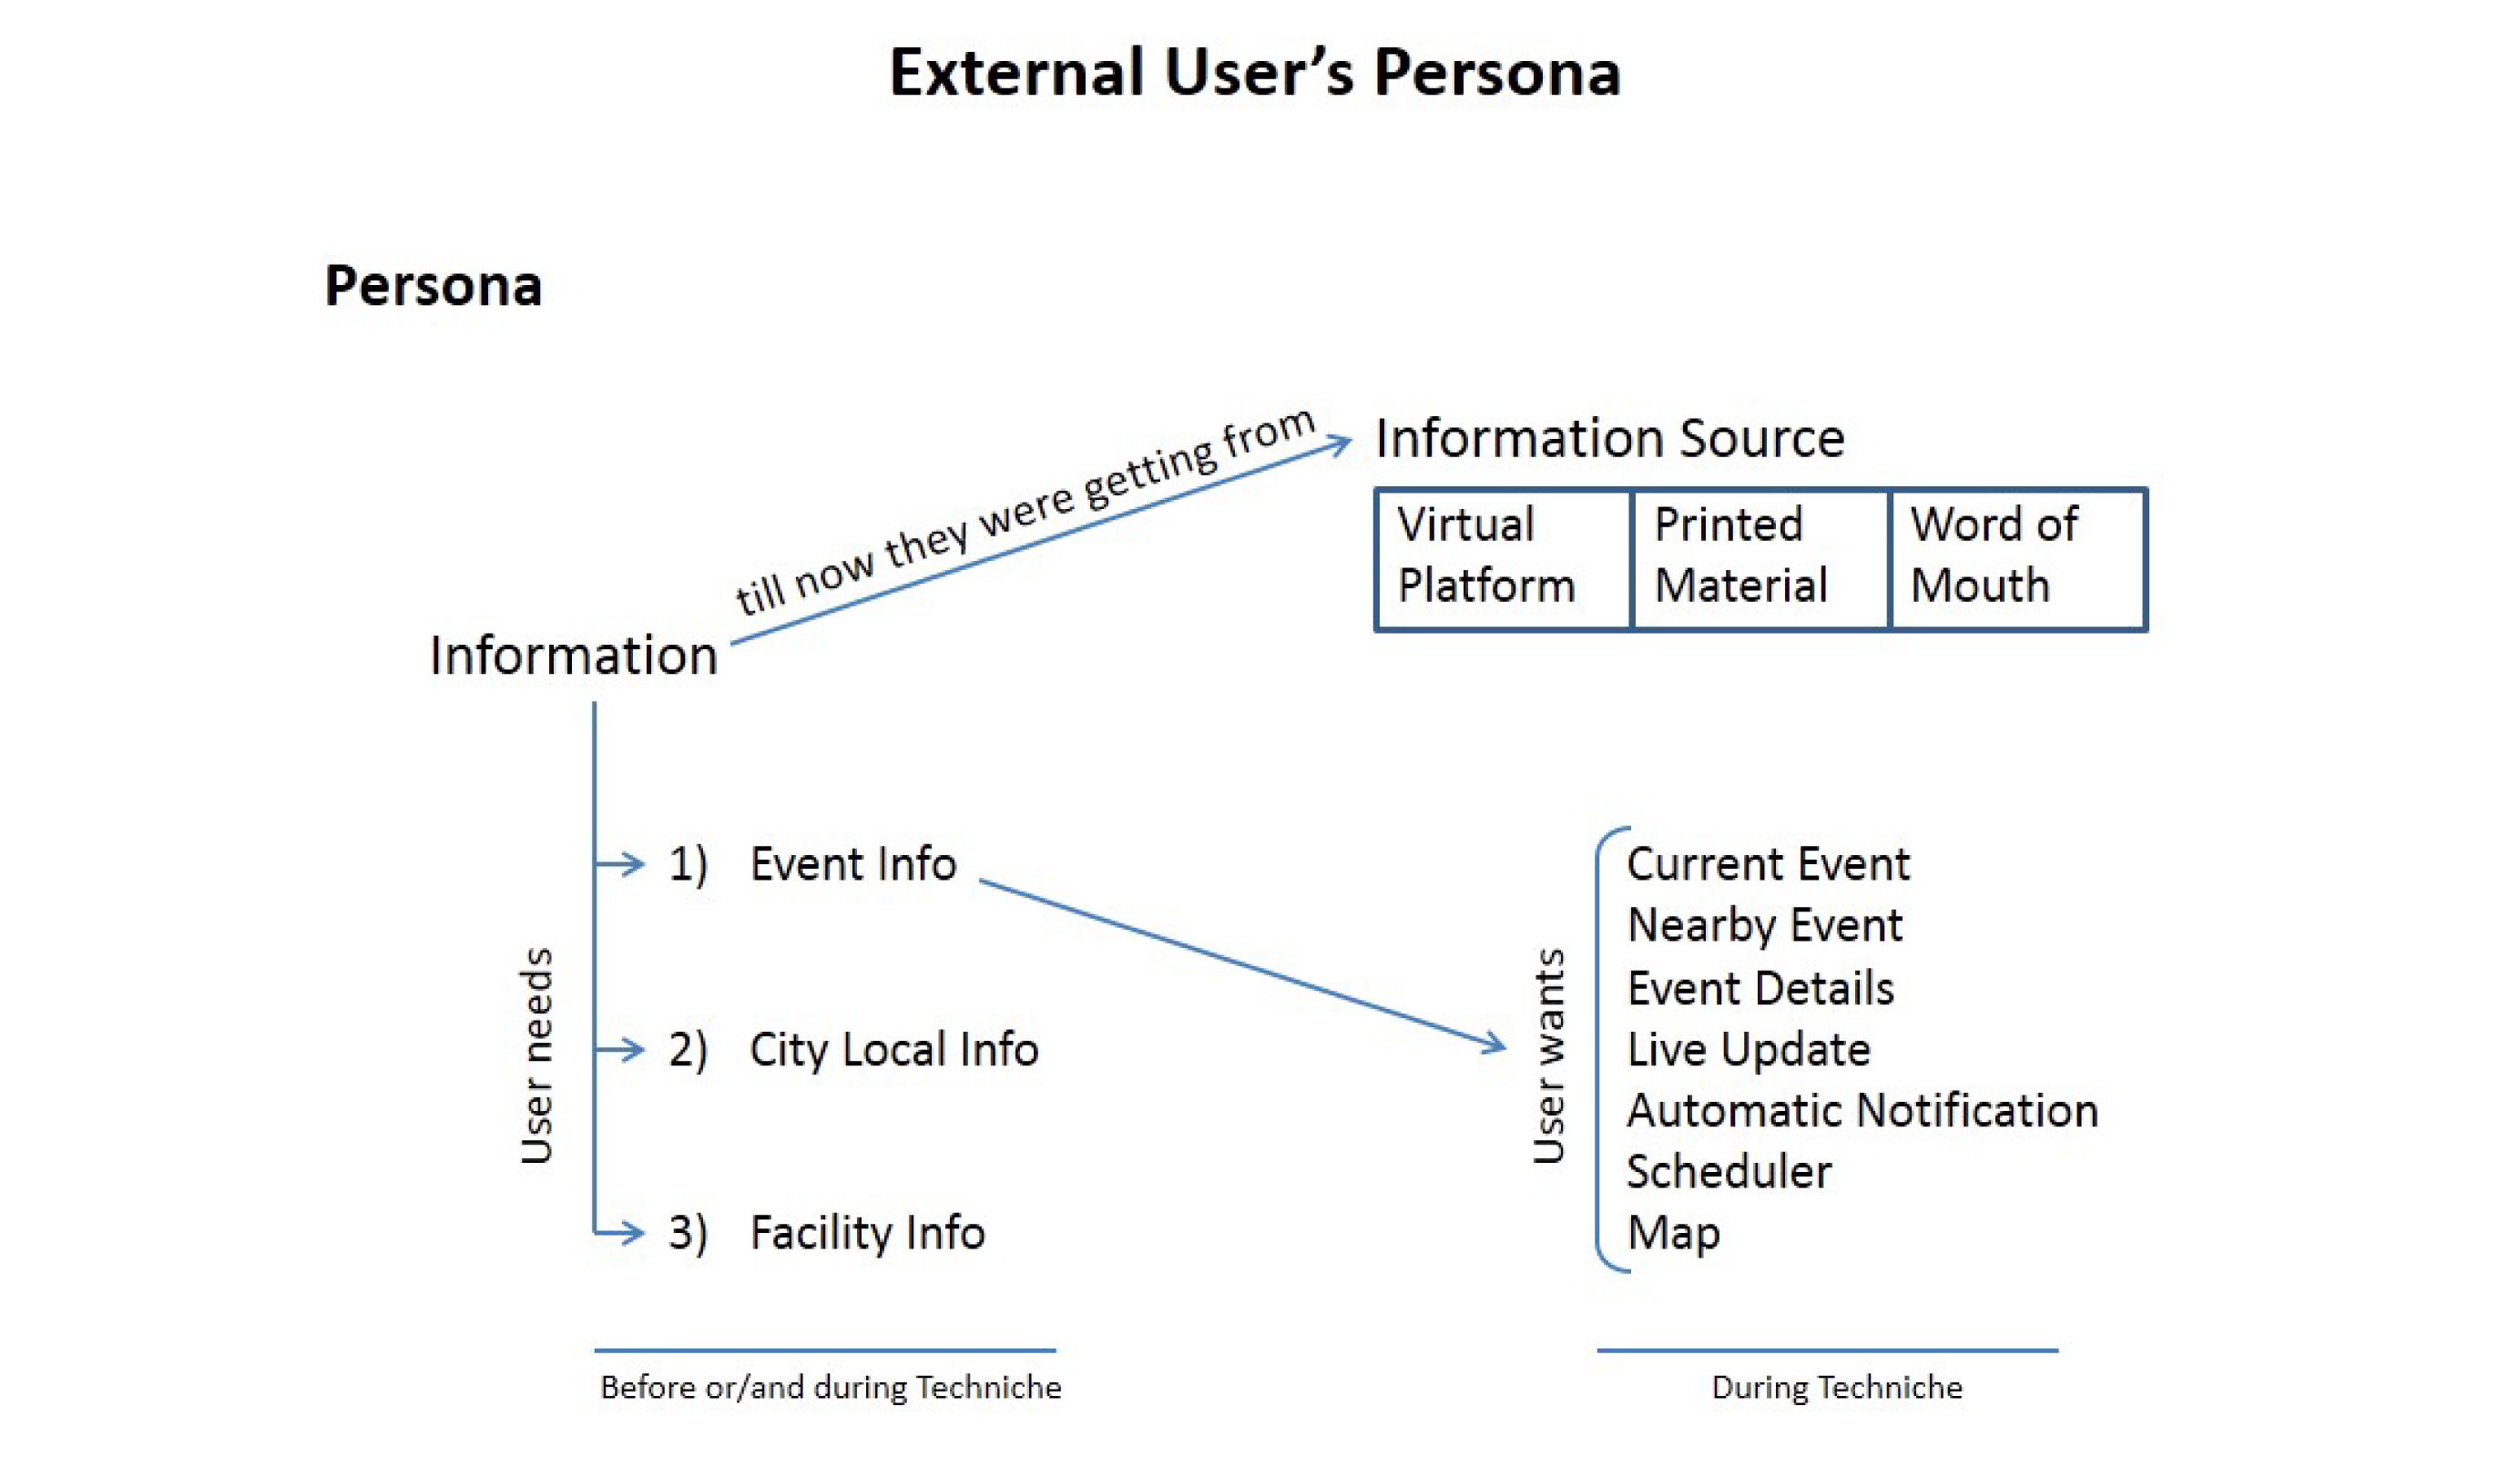 External User’s Persona
Persona
till now they were getting from
Information Source
Virtual Platform
Printed Material
Word of Mouth
Information
User needs
1) Event Info
2) City Local Info
3) Facility Info
User wants
Current Event
Nearby Event
Event Details
Live Update
Automatic Notification
Scheduler
Map
Before or/and during Techniche
During Techniche